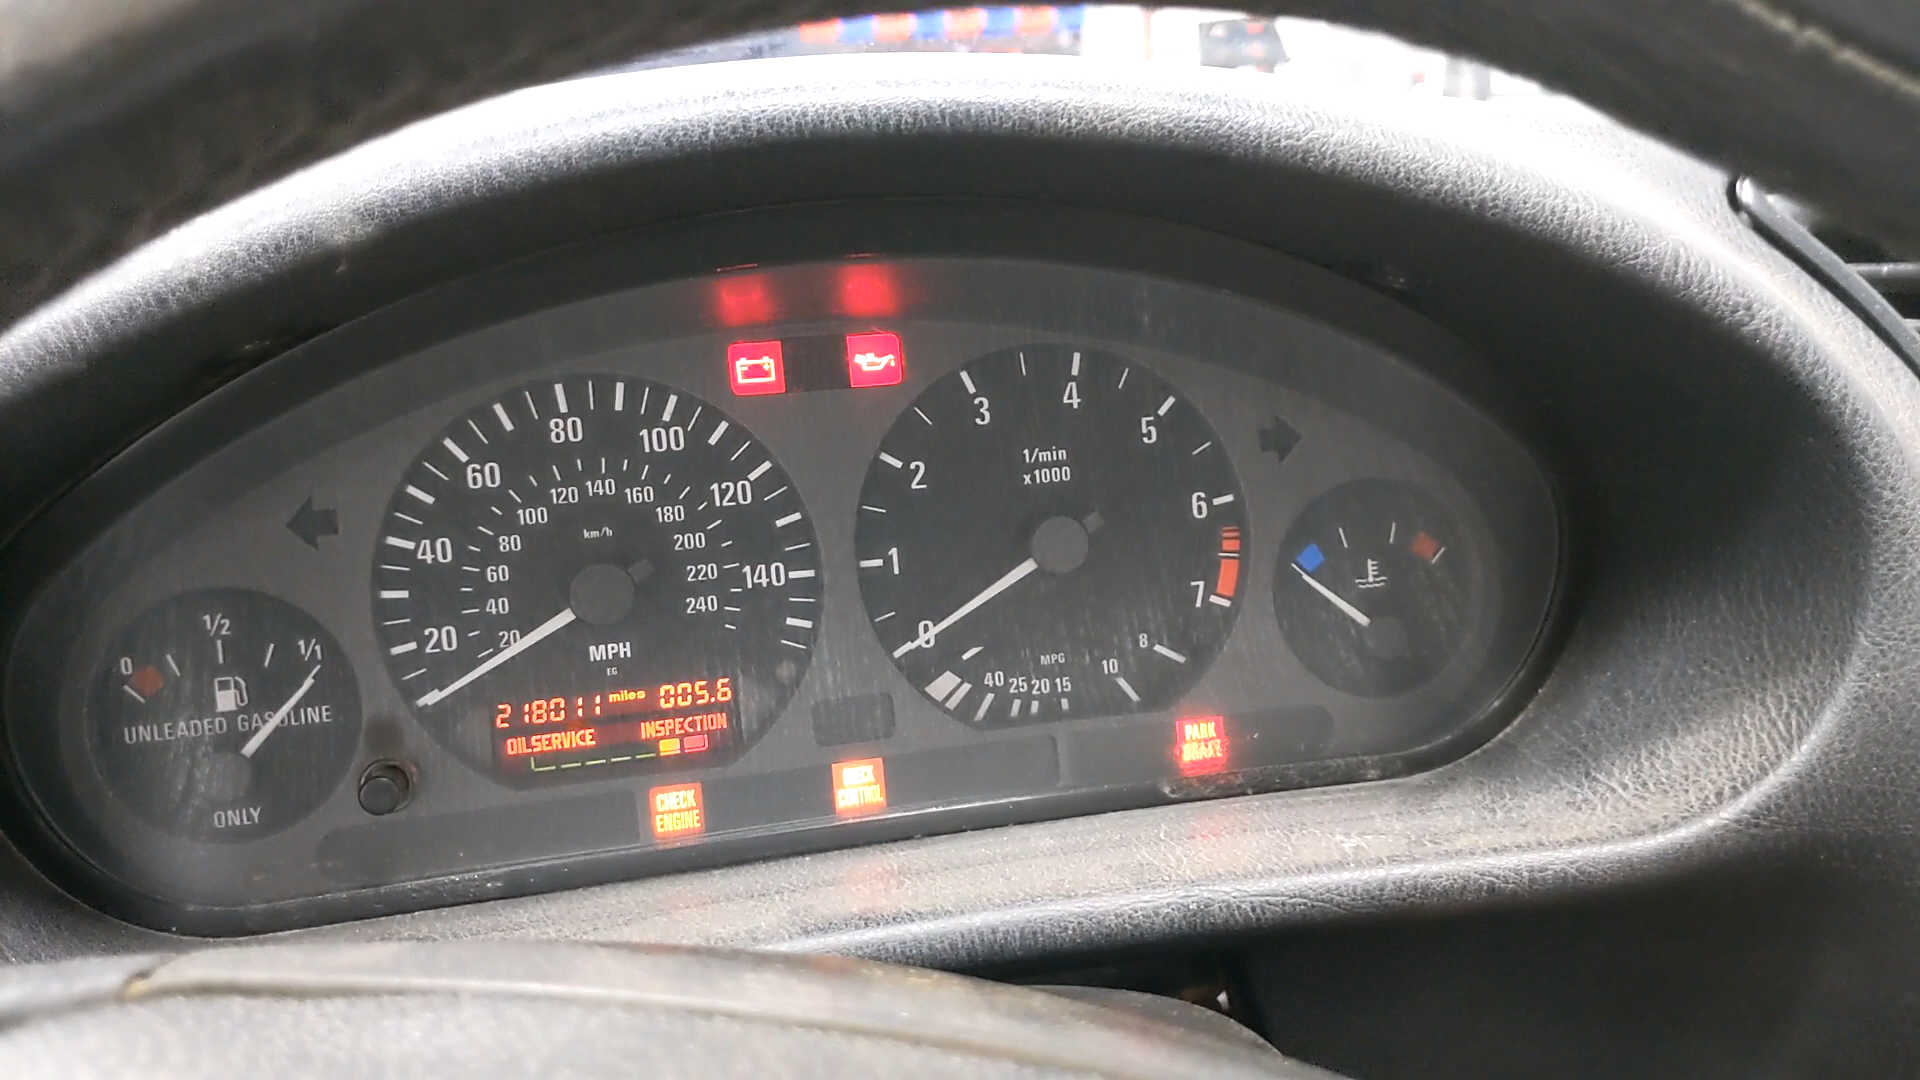 0
1/2
1/1
UNLEADED GASOLINE
ONLY
20
40
60
80
100
120
140
20
40
60
80
100
120
140
160
180
200
220
240
km/h
MPH
EG
218011 miles 005.6
OILSERVICE INSPECTION
0
1
2
3
4
5
6
7
1/min
x1000
MPG
40 25 20 15 10 8
CHECK
ENGINE
CHECK
CONTROL
PARK
BRAKE